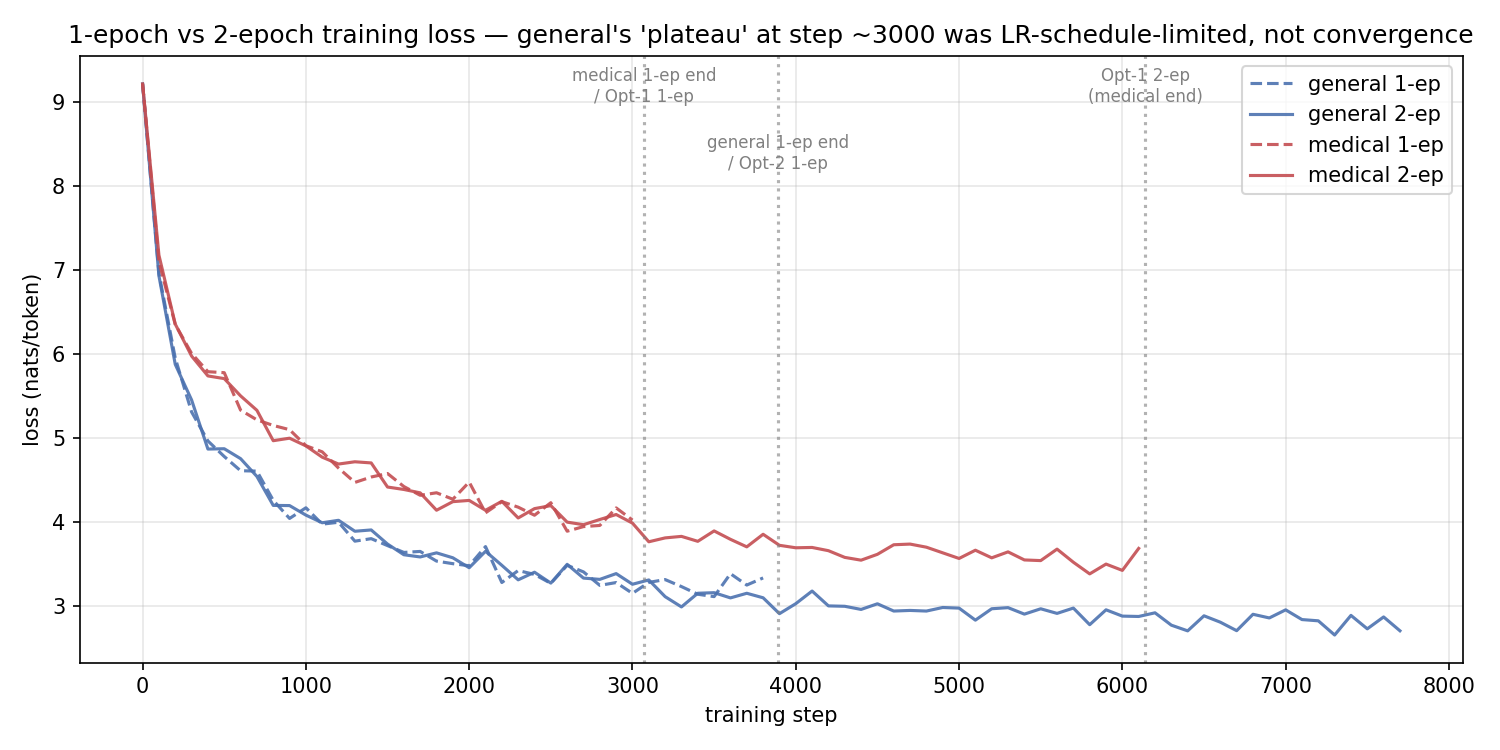 1-epoch vs 2-epoch training loss — general's 'plateau' at step ~3000 was LR-schedule-limited, not convergence
medical 1-ep end
/ Opt-1 1-ep
general 1-ep end
/ Opt-2 1-ep
Opt-1 2-ep
(medical end)
general 1-ep
general 2-ep
medical 1-ep
medical 2-ep
loss (nats/token)
9
8
7
6
5
4
3
0
1000
2000
3000
4000
5000
6000
7000
8000
training step